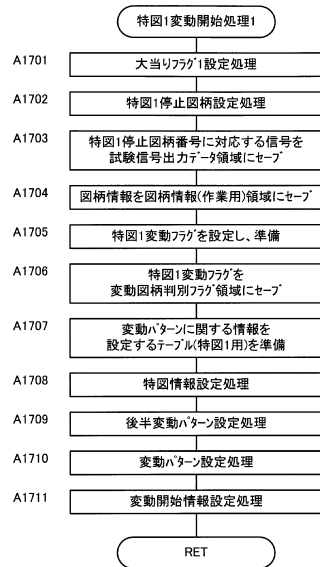 特図1変動開始処理1
A1701
大当りフラグ1設定処理
A1702
特図1停止図柄設定処理
A1703
特図1停止図柄番号に対応する信号を
試験信号出力データ領域にセーブ
A1704
図柄情報を図柄情報(作業用)領域にセーブ
A1705
特図1変動フラグを設定し、準備
A1706
特図1変動フラグを
変動図柄判別フラグ領域にセーブ
A1707
変動パターンに関する情報を
設定するテーブル(特図1用)を準備
A1708
特図情報設定処理
A1709
後半変動パターン設定処理
A1710
変動パターン設定処理
A1711
変動開始情報設定処理
RET